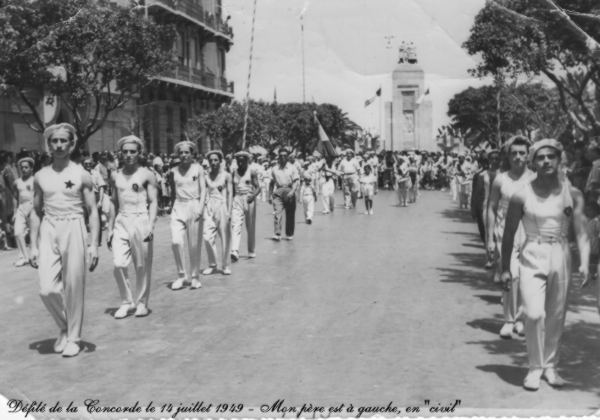 Défilé de la Concorde le 14 juillet 1949 - Mon père est à gauche, en "civil"